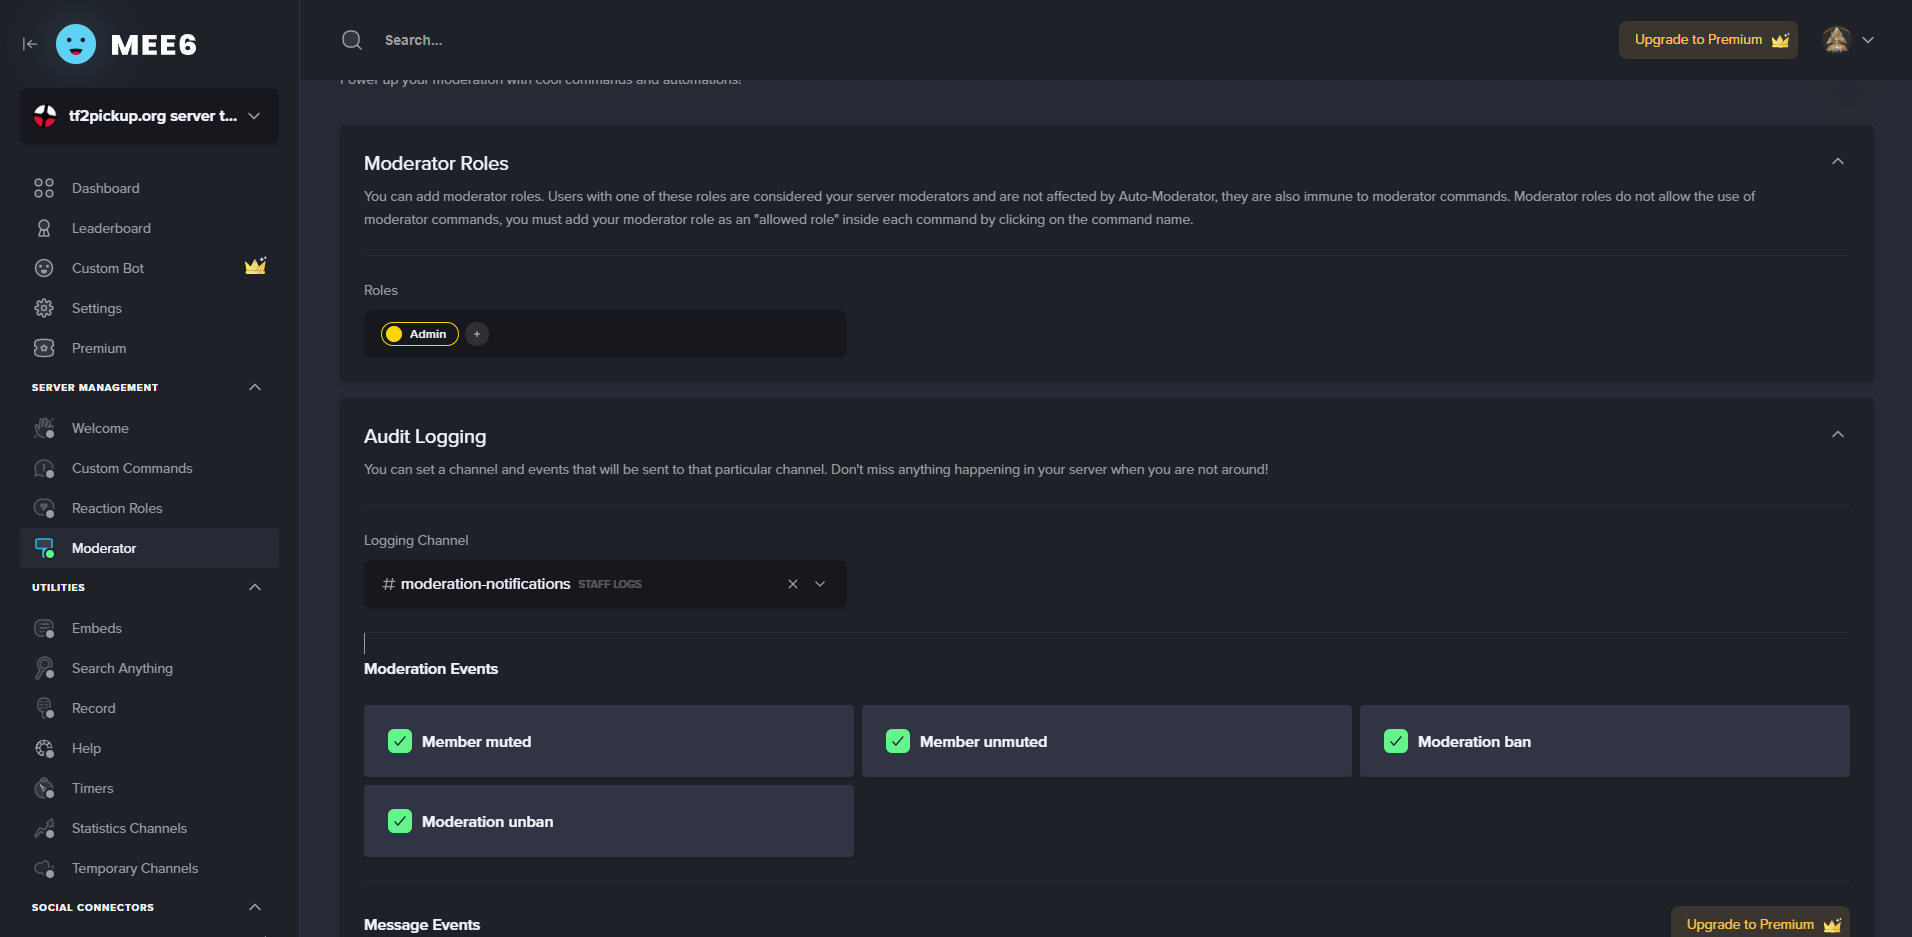 MEE6
Search...
Upgrade to Premium
tf2pickup.org server t...
Dashboard
Leaderboard
Custom Bot
Settings
Premium
SERVER MANAGEMENT
Welcome
Custom Commands
Reaction Roles
Moderator
UTILITIES
Embeds
Search Anything
Record
Help
Timers
Statistics Channels
Temporary Channels
SOCIAL CONNECTORS
Power up your moderation with cool commands and automations!
Moderator Roles
You can add moderator roles. Users with one of these roles are considered your server moderators and are not affected by Auto-Moderator, they are also immune to moderator commands. Moderator roles do not allow the use of
moderator commands, you must add your moderator role as an "allowed role" inside each command by clicking on the command name.
Roles
Admin +
Audit Logging
You can set a channel and events that will be sent to that particular channel. Don't miss anything happening in your server when you are not around!
Logging Channel
# moderation-notifications STAFF LOGS
Moderation Events
Member muted
Member unmuted
Moderation ban
Moderation unban
Message Events
Upgrade to Premium